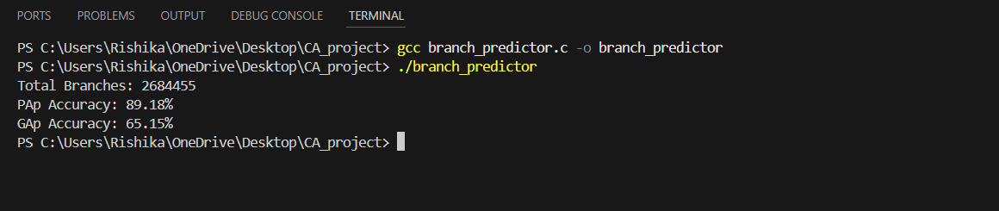 PORTS PROBLEMS OUTPUT DEBUG CONSOLE TERMINAL
PS C:\Users\Rishika\OneDrive\Desktop\CA_project> gcc branch_predictor.c -o branch_predictor
PS C:\Users\Rishika\OneDrive\Desktop\CA_project> ./branch_predictor
Total Branches: 2684455
PAp Accuracy: 89.18%
GAp Accuracy: 65.15%
PS C:\Users\Rishika\OneDrive\Desktop\CA_project>